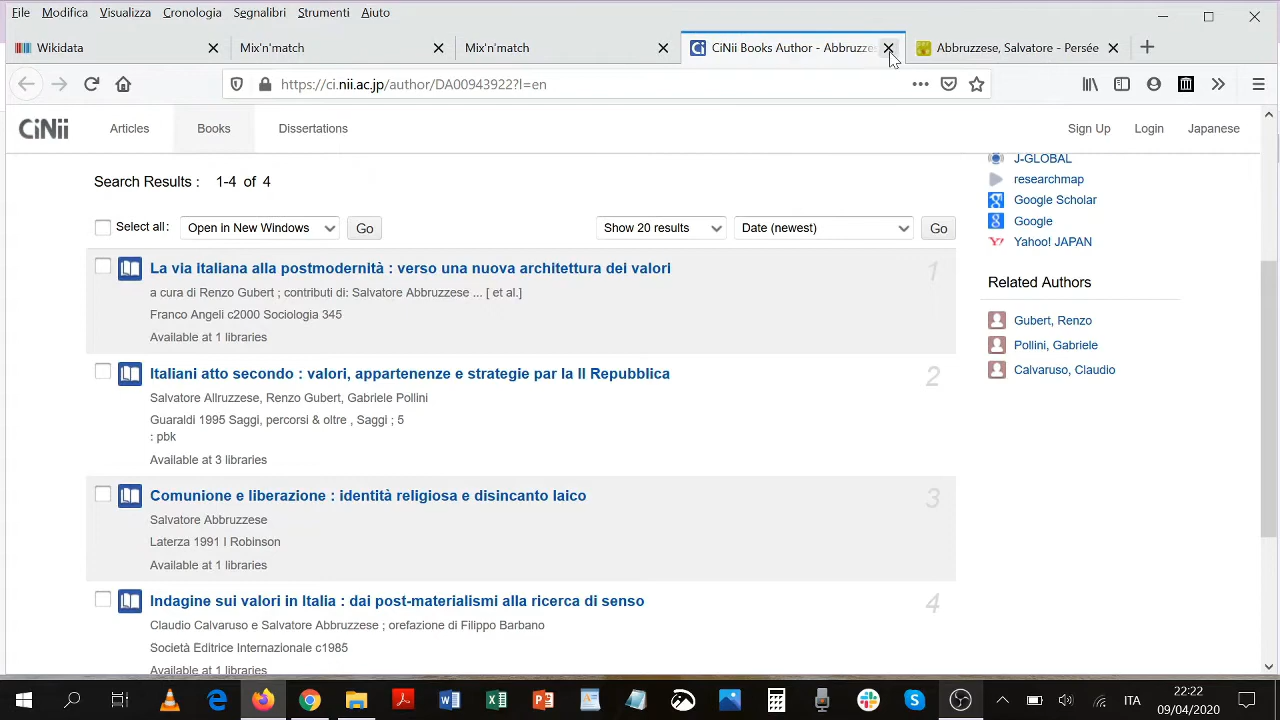 File Modifica Visualizza Cronologia Segnalibri Strumenti Aiuto
Wikidata
Mix'n'match
Mix'n'match
CiNii Books Author - Abbruzzes
Abbruzzese, Salvatore - Persée
https://ci.nii.ac.jp/author/DA00943922?l=en
CiNii
Articles
Books
Dissertations
Sign Up
Login
Japanese
Search Results : 1-4 of 4
Select all:
Open in New Windows
Go
Show 20 results
Date (newest)
Go
La via Italiana alla postmodernità : verso una nuova architettura dei valori
1
a cura di Renzo Gubert ; contributi di: Salvatore Abbruzzese ... [ et al.]
Franco Angeli c2000 Sociologia 345
Available at 1 libraries
Italiani atto secondo : valori, appartenenze e strategie par la II Repubblica
2
Salvatore Allruzzese, Renzo Gubert, Gabriele Pollini
Guaraldi 1995 Saggi, percorsi & oltre , Saggi ; 5
: pbk
Available at 3 libraries
Comunione e liberazione : identità religiosa e disincanto laico
3
Salvatore Abbruzzese
Laterza 1991 I Robinson
Available at 1 libraries
Indagine sui valori in Italia : dai post-materialismi alla ricerca di senso
4
Claudio Calvaruso e Salvatore Abbruzzese ; orefazione di Filippo Barbano
Società Editrice Internazionale c1985
Available at 1 libraries
J-GLOBAL
researchmap
Google Scholar
Google
Yahoo! JAPAN
Related Authors
Gubert, Renzo
Pollini, Gabriele
Calvaruso, Claudio
ITA
22:22
09/04/2020